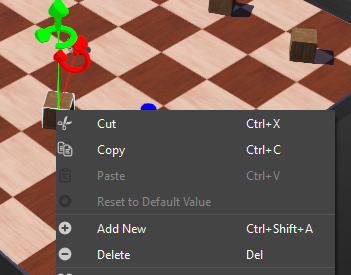 Cut Ctrl+X
Copy Ctrl+C
Paste Ctrl+V
Reset to Default Value
Add New Ctrl+Shift+A
Delete Del